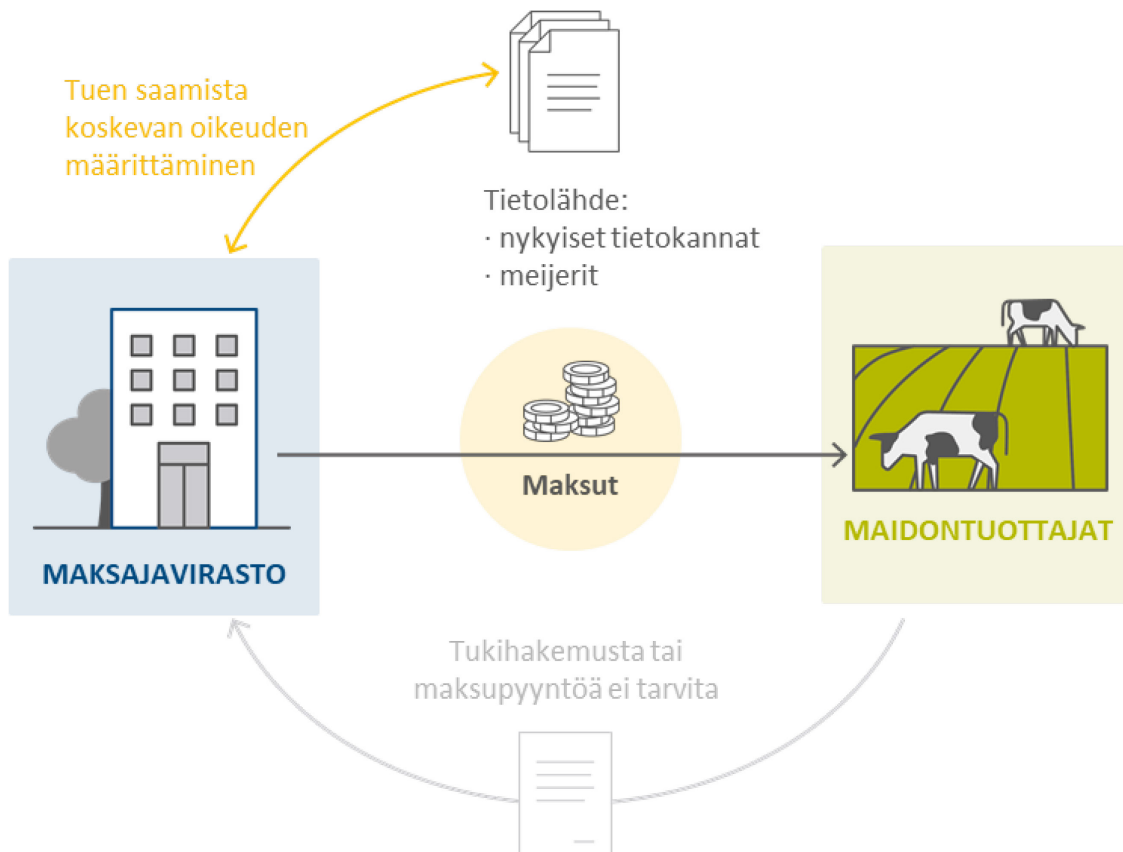 Tuen saamista
koskevan oikeuden
määrittäminen
Tietolähde:
· nykyiset tietokannat
· meijerit
Maksut
MAKSAJAVIRASTO
MAIDONTUOTTAJAT
Tukihakemusta tai
maksupyyntöä ei tarvita